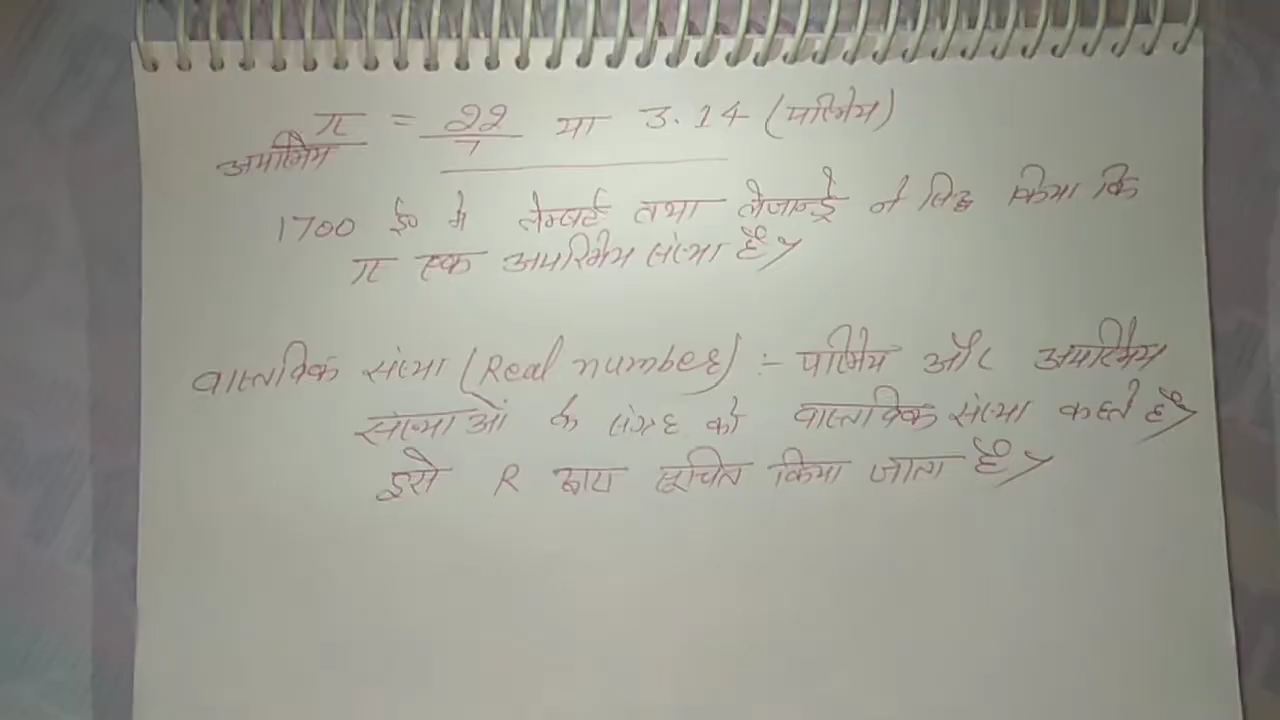 π = 22/7 या 3.14 (परिमेय)
अपरिमेय
1700 ई० मे लेम्बर्ट तथा लेजान्ड्रे ने सिद्ध किया कि
π एक अपरिमेय संख्या है।
वास्तविक संख्या (Real number) :- परिमेय और अपरिमेय
संख्याओं के संग्रह को वास्तविक संख्या कहते है।
इसे R द्वारा सूचित किया जाता है।